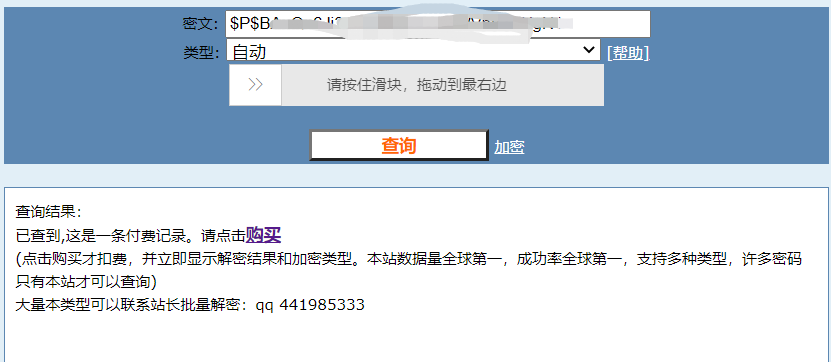 密文: $P$BA
类型: 自动 [帮助]
请按住滑块，拖动到最右边
查询 加密
查询结果:
已查到,这是一条付费记录。请点击购买
(点击购买才扣费，并立即显示解密结果和加密类型。本站数据量全球第一，成功率全球第一，支持多种类型，许多密码
只有本站才可以查询)
大量本类型可以联系站长批量解密：qq 441985333